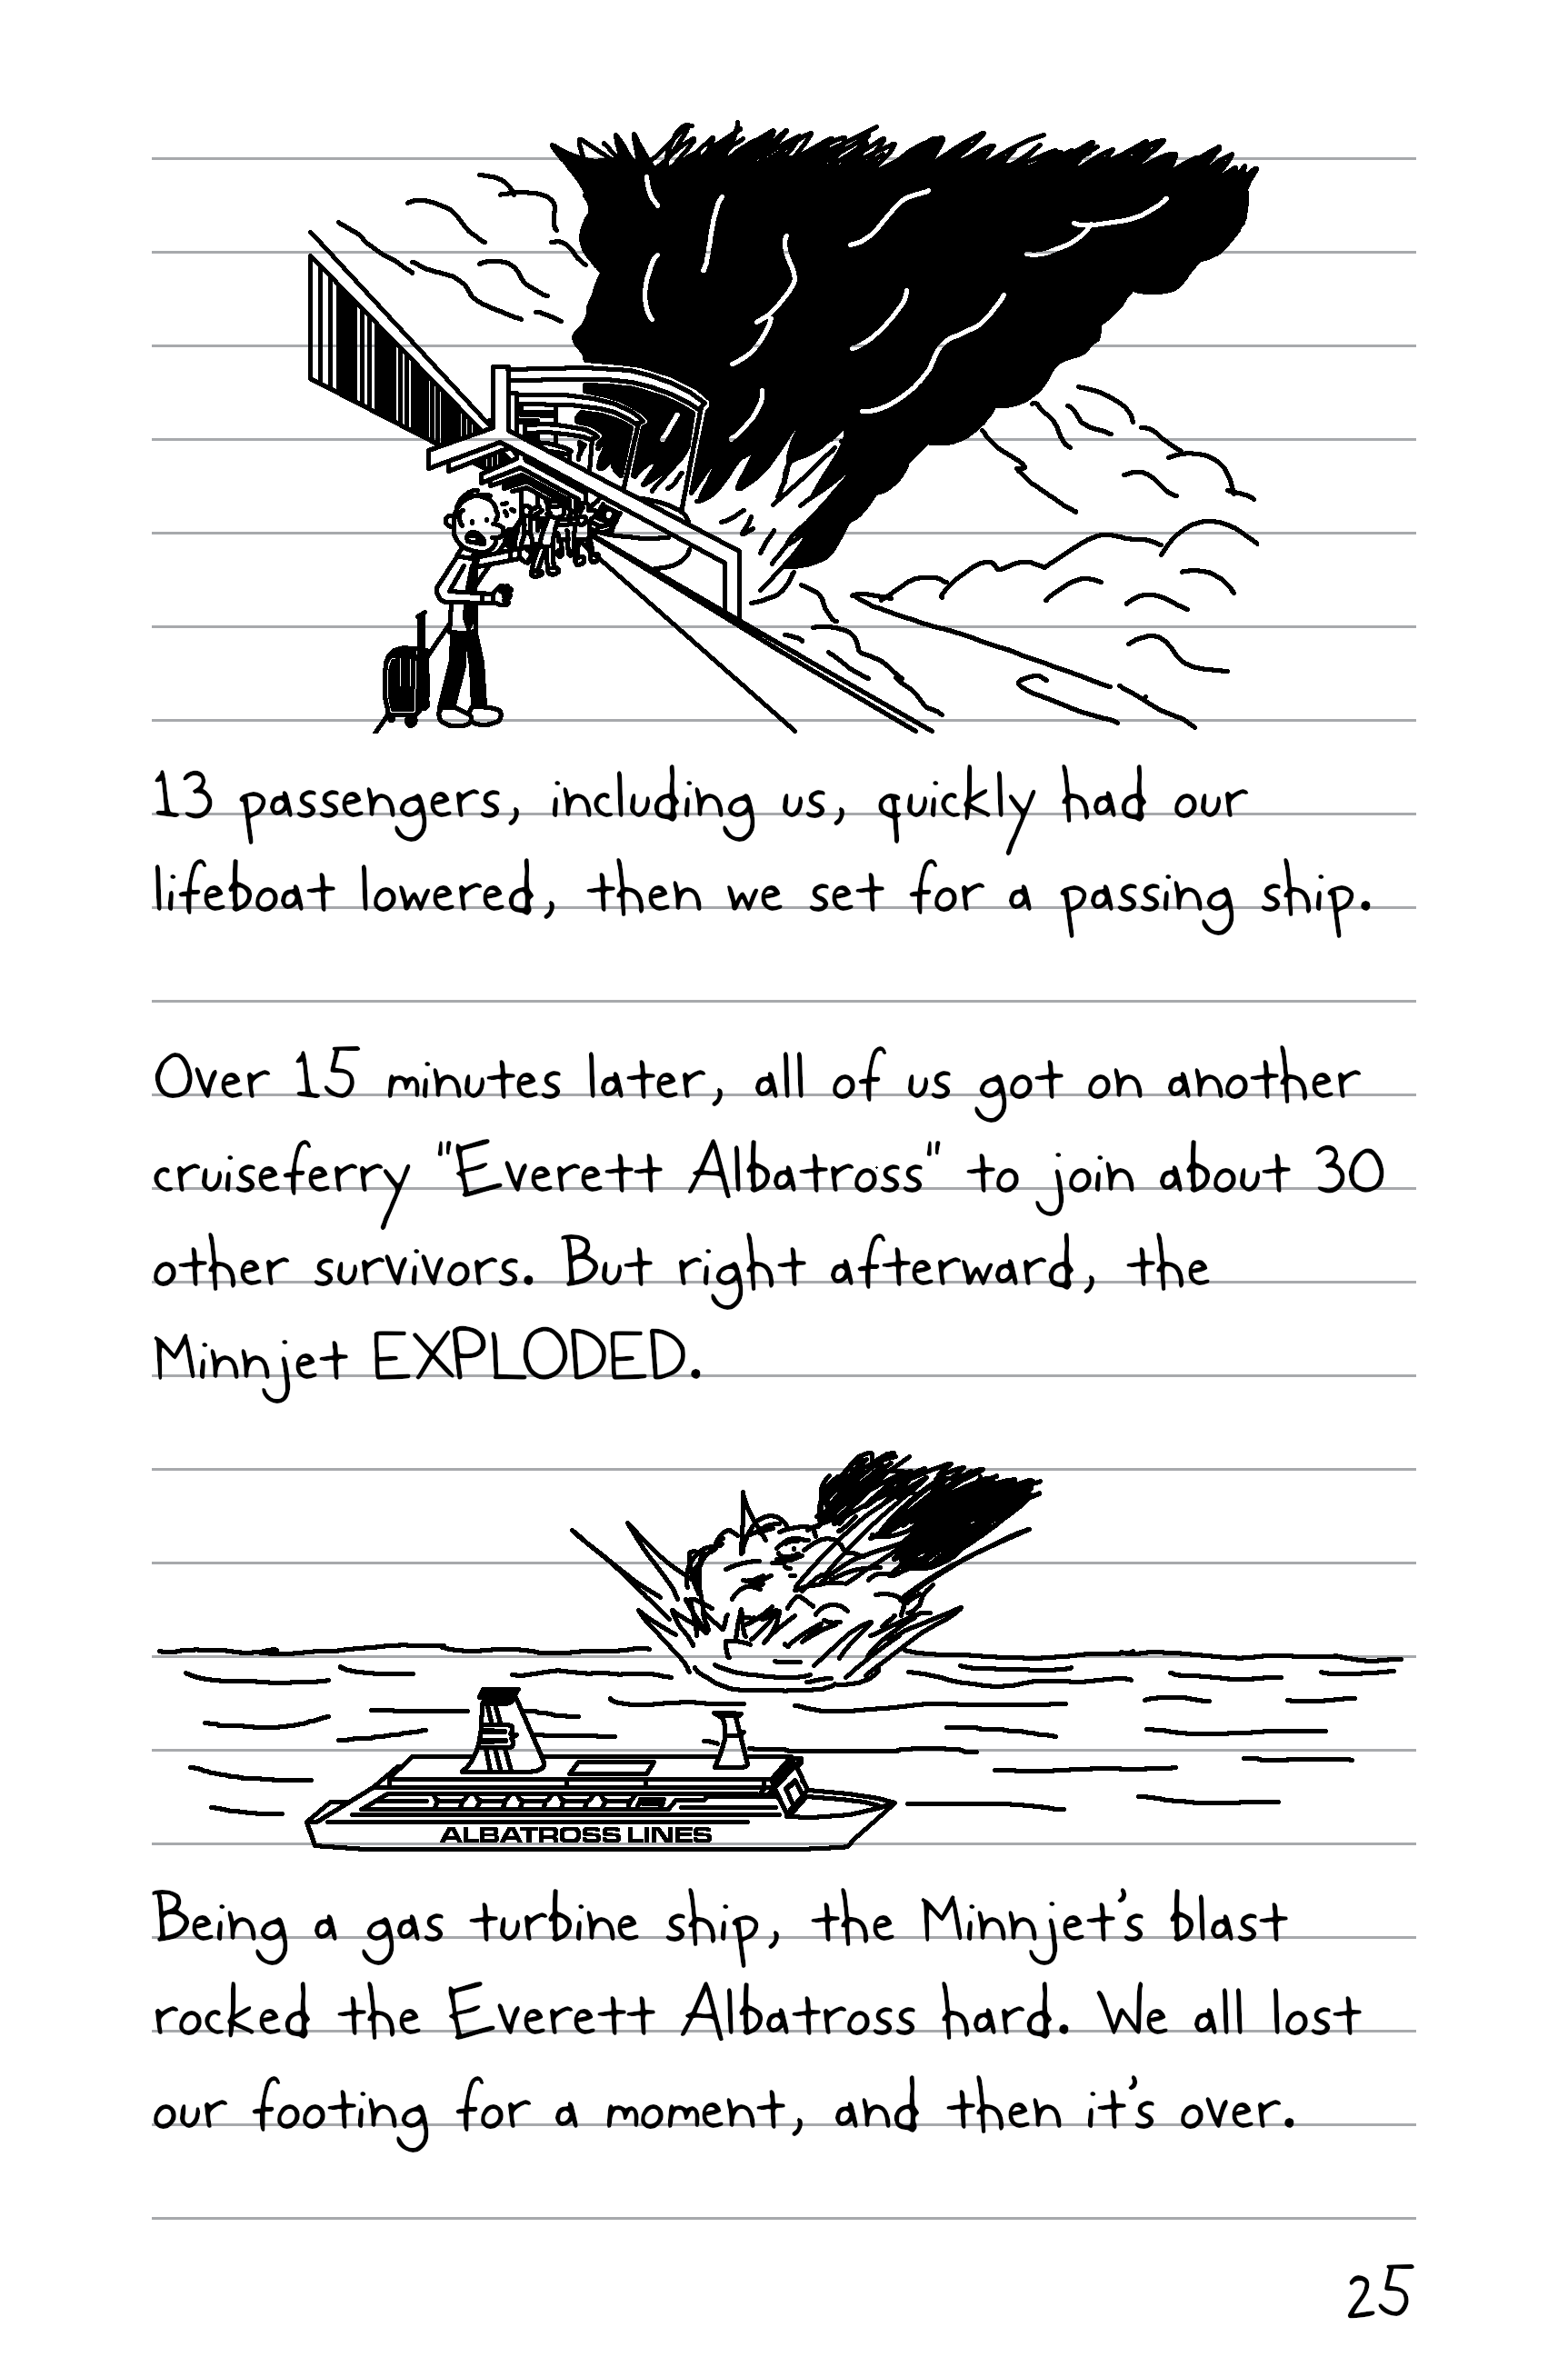 13 passengers, including us, quickly had our
lifeboat lowered, then we set for a passing ship.
Over 15 minutes later, all of us got on another
cruiseferry "Everett Albatross" to join about 30
other survivors. But right afterward, the
Minnjet EXPLODED.
ALBATROSS LINES
Being a gas turbine ship, the Minnjet's blast
rocked the Everett Albatross hard. We all lost
our footing for a moment, and then it's over.
25